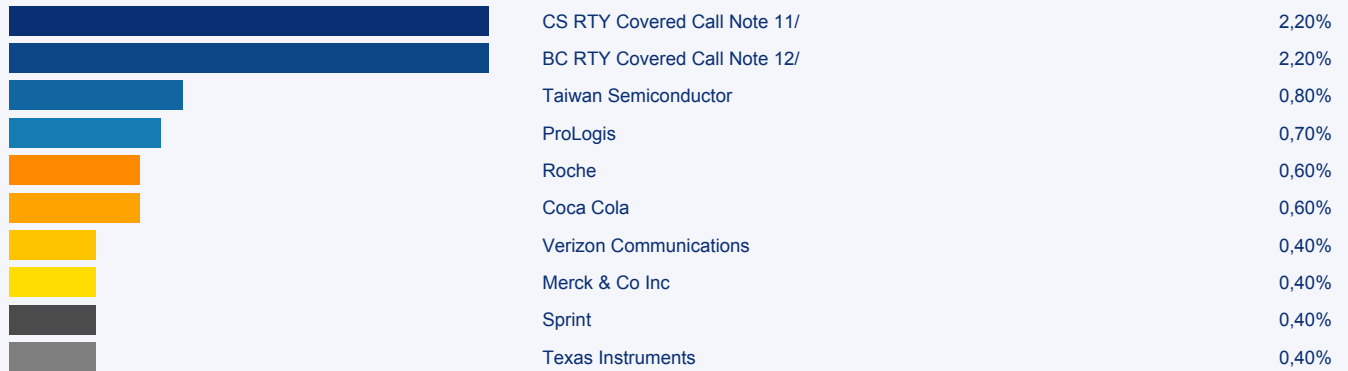 CS RTY Covered Call Note 11/ 2,20%
BC RTY Covered Call Note 12/ 2,20%
Taiwan Semiconductor 0,80%
ProLogis 0,70%
Roche 0,60%
Coca Cola 0,60%
Verizon Communications 0,40%
Merck & Co Inc 0,40%
Sprint 0,40%
Texas Instruments 0,40%